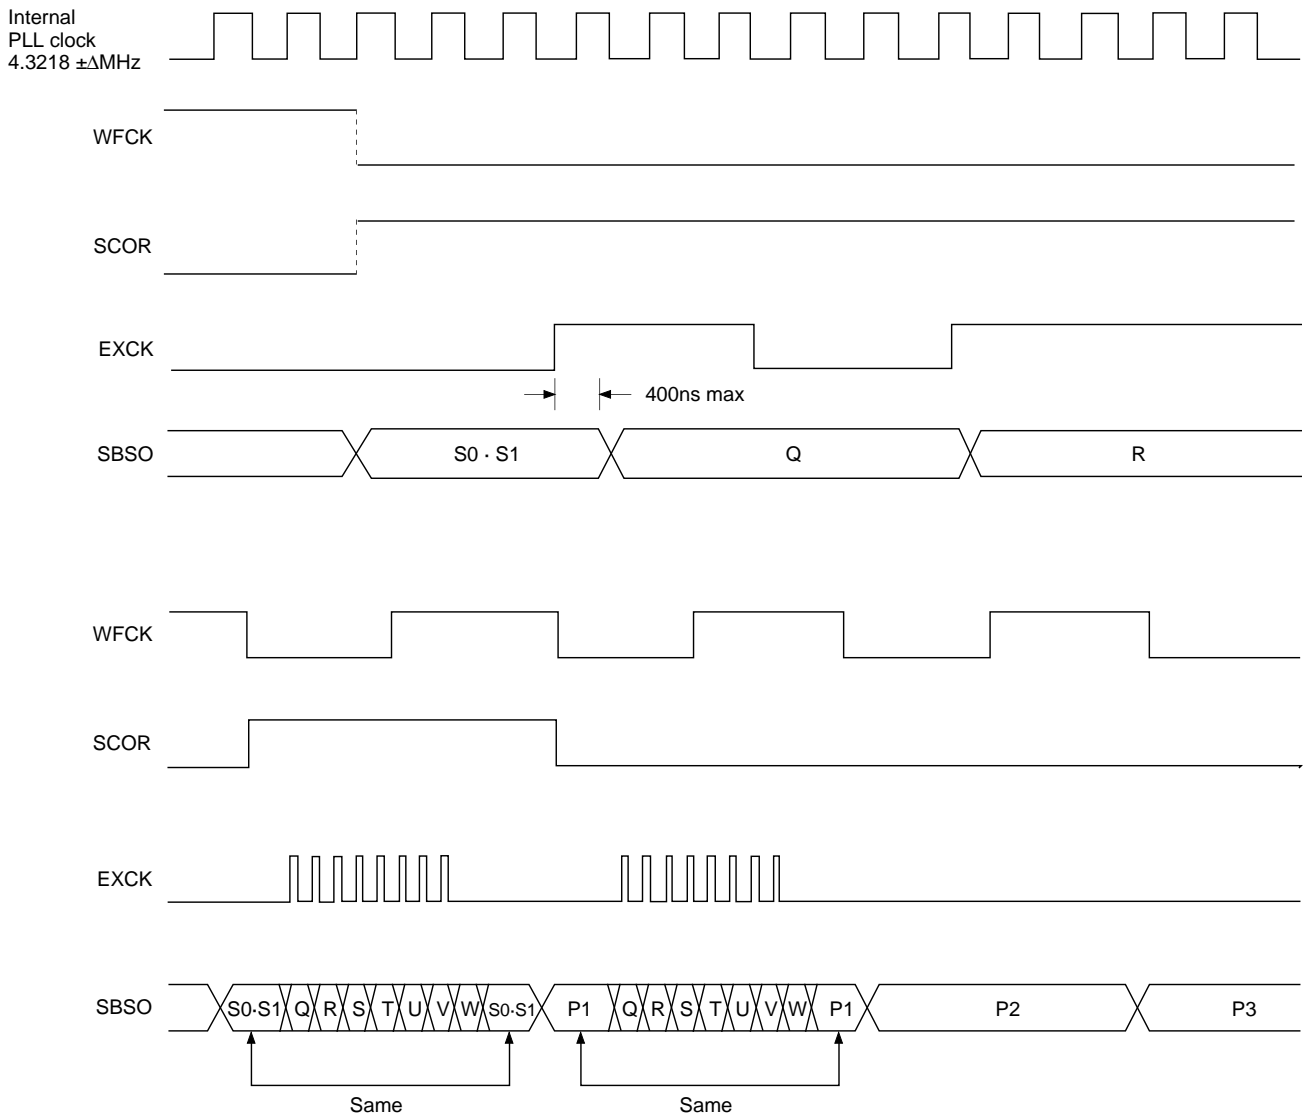 Internal
PLL clock
4.3218 ±ΔMHz
WFCK
SCOR
EXCK
400ns max
SBSO
S0 · S1
Q
R
WFCK
SCOR
EXCK
SBSO
S0·S1 Q R S T U V W S0·S1 P1 Q R S T U V W P1 P2 P3
Same
Same